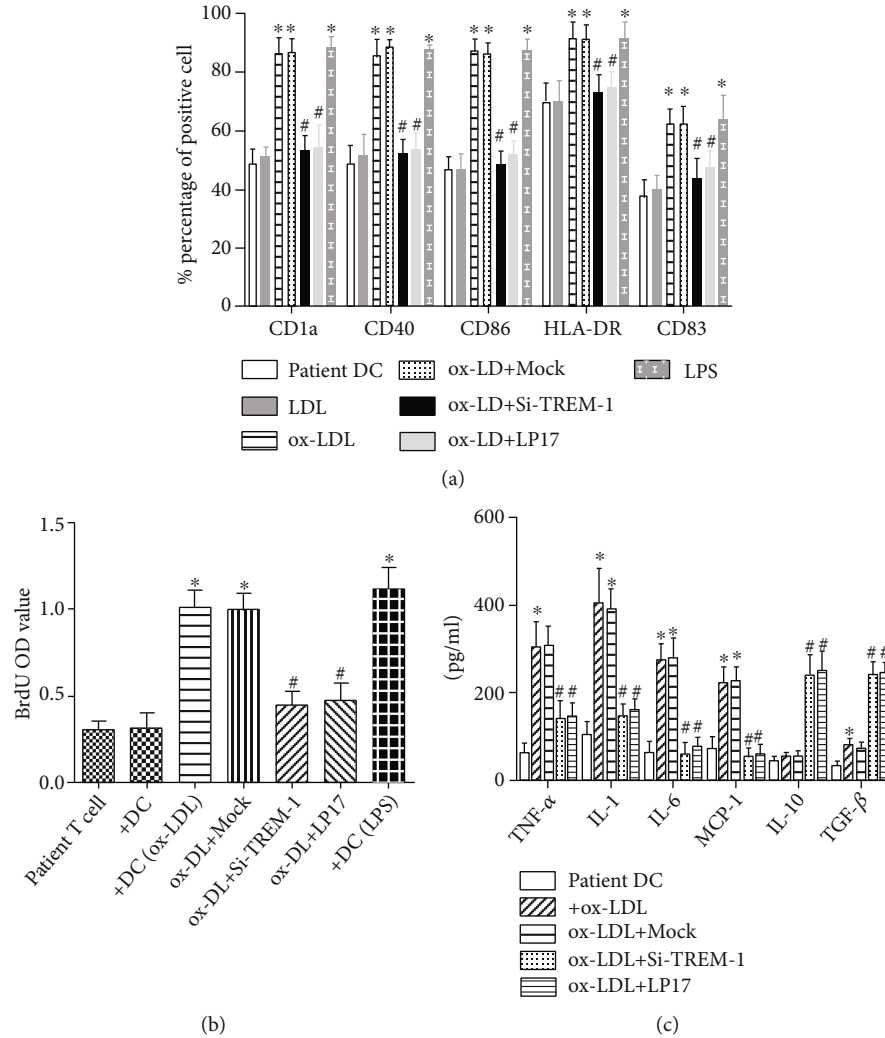 % percentage of positive cell
100
80
60
40
20
0
* * * * * * * * * * * * * * *
# # # # # # # # # #
CD1a CD40 CD86 HLA-DR CD83
Patient DC ox-LD+Mock LPS
LDL ox-LD+Si-TREM-1
ox-LDL ox-LD+LP17
(a)
BrdU OD value
1.5
1.0
0.5
0.0
* * # # *
Patient T cell
+DC
+DC (ox-LDL)
ox-DL+Mock
ox-DL+Si-TREM-1
ox-DL+LP17
+DC (LPS)
(b)
(pg/ml)
600
400
200
0
* * * * * * * *
# # # # # # # # # # # #
TNF-α
IL-1
IL-6
MCP-1
IL-10
TGF-β
Patient DC
+ox-LDL
ox-LDL+Mock
ox-LDL+Si-TREM-1
ox-LDL+LP17
(c)